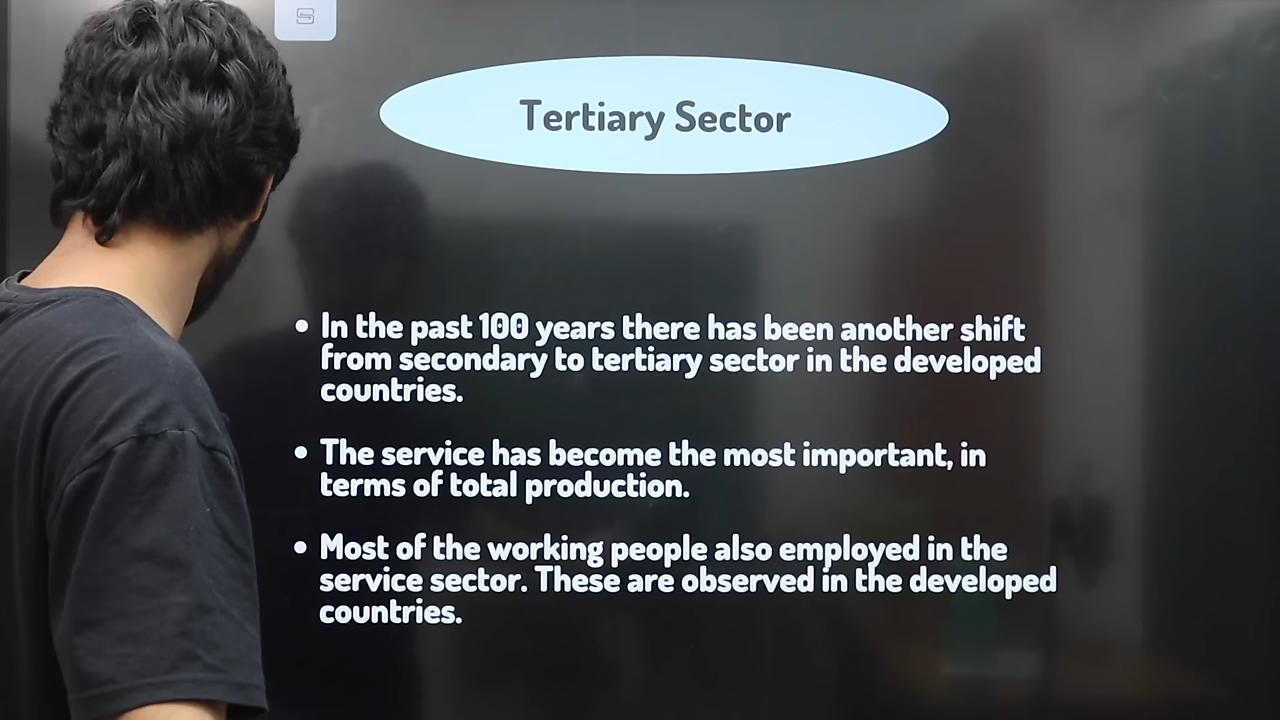 Tertiary Sector
• In the past 100 years there has been another shift
from secondary to tertiary sector in the developed
countries.
• The service has become the most important, in
terms of total production.
• Most of the working people also employed in the
service sector. These are observed in the developed
countries.